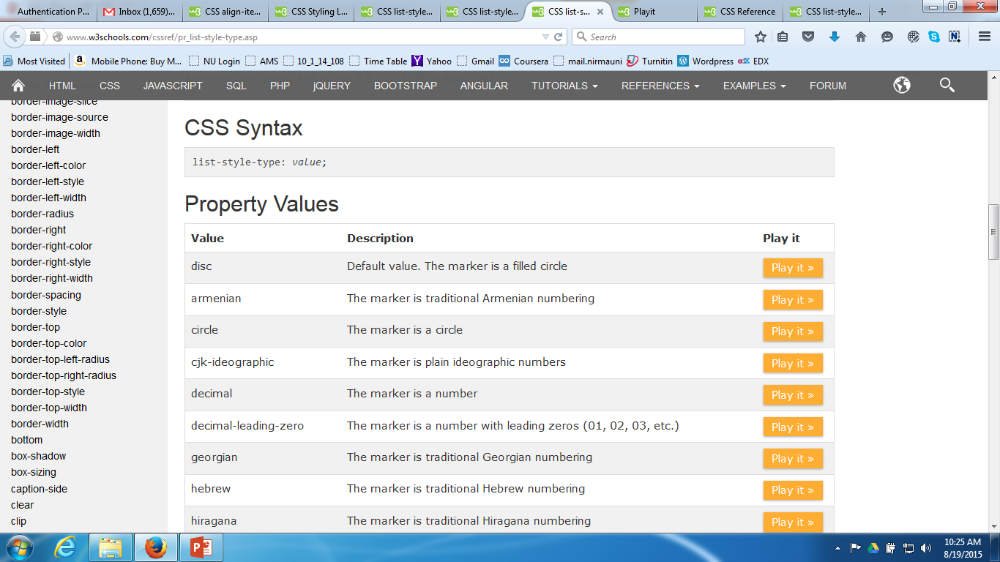 Authentication P...
Inbox (1,659)...
CSS align-ite...
CSS Styling L...
CSS list-style...
CSS list-style...
CSS list-s...
Playit
CSS Reference
CSS list-style...
www.w3schools.com/cssref/pr_list-style-type.asp
Search
Most Visited
Mobile Phone: Buy M...
NU Login
AMS
10_1_14_108
Time Table
Yahoo
Gmail
Coursera
mail.nirmauni
Turnitin
Wordpress
EDX
HTML
CSS
JAVASCRIPT
SQL
PHP
jQUERY
BOOTSTRAP
ANGULAR
TUTORIALS
REFERENCES
EXAMPLES
FORUM
border-image-slice
border-image-source
border-image-width
border-left
border-left-color
border-left-style
border-left-width
border-radius
border-right
border-right-color
border-right-style
border-right-width
border-spacing
border-style
border-top
border-top-color
border-top-left-radius
border-top-right-radius
border-top-style
border-top-width
border-width
bottom
box-shadow
box-sizing
caption-side
clear
clip
CSS Syntax
list-style-type: value;
Property Values
Value Description Play it
disc Default value. The marker is a filled circle Play it »
armenian The marker is traditional Armenian numbering Play it »
circle The marker is a circle Play it »
cjk-ideographic The marker is plain ideographic numbers Play it »
decimal The marker is a number Play it »
decimal-leading-zero The marker is a number with leading zeros (01, 02, 03, etc.) Play it »
georgian The marker is traditional Georgian numbering Play it »
hebrew The marker is traditional Hebrew numbering Play it »
hiragana The marker is traditional Hiragana numbering Play it »
10:25 AM
8/19/2015